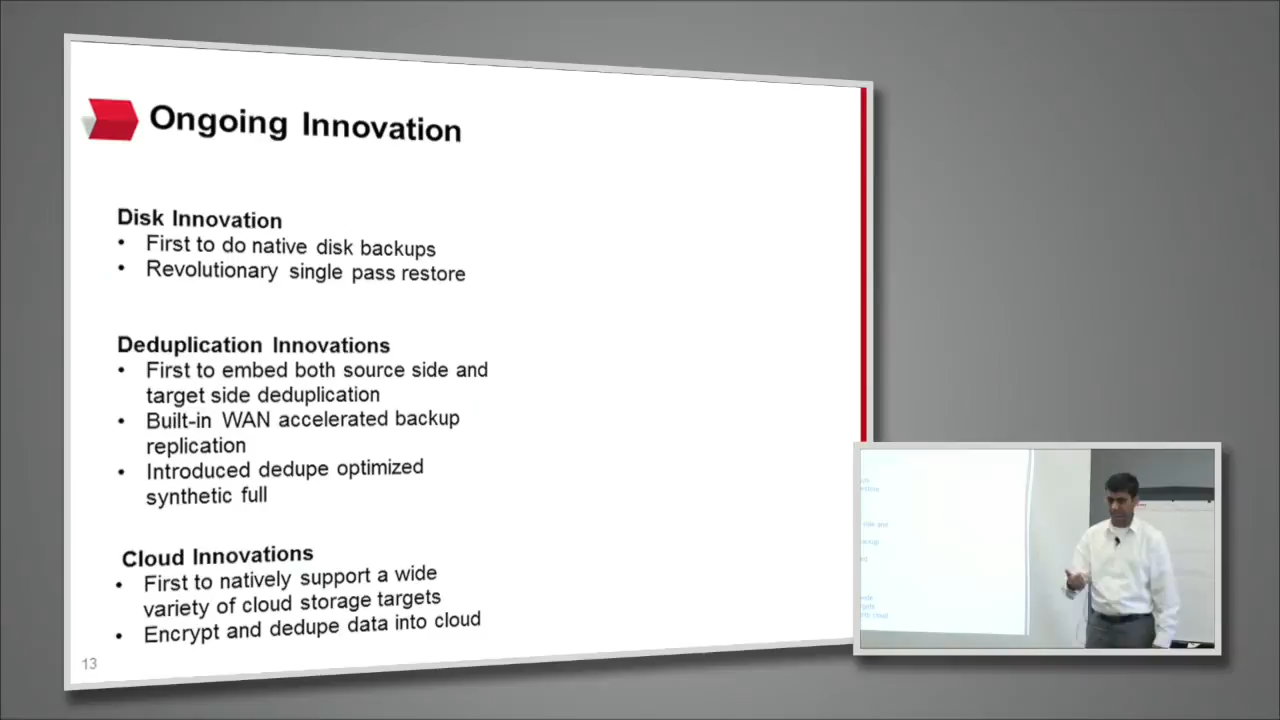 Ongoing Innovation
Disk Innovation
• First to do native disk backups
• Revolutionary single pass restore
Deduplication Innovations
• First to embed both source side and
target side deduplication
• Built-in WAN accelerated backup
replication
• Introduced dedupe optimized
synthetic full
Cloud Innovations
• First to natively support a wide
variety of cloud storage targets
• Encrypt and dedupe data into cloud
13